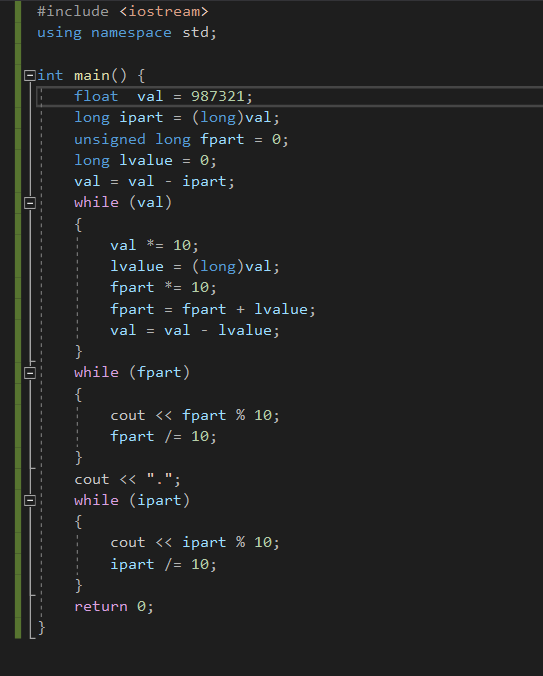 #include <iostream>
using namespace std;
int main() {
float  val = 987321;
long ipart = (long)val;
unsigned long fpart = 0;
long lvalue = 0;
val = val - ipart;
while (val)
{
val *= 10;
lvalue = (long)val;
fpart *= 10;
fpart = fpart + lvalue;
val = val - lvalue;
}
while (fpart)
{
cout << fpart % 10;
fpart /= 10;
}
cout << ".";
while (ipart)
{
cout << ipart % 10;
ipart /= 10;
}
return 0;
}